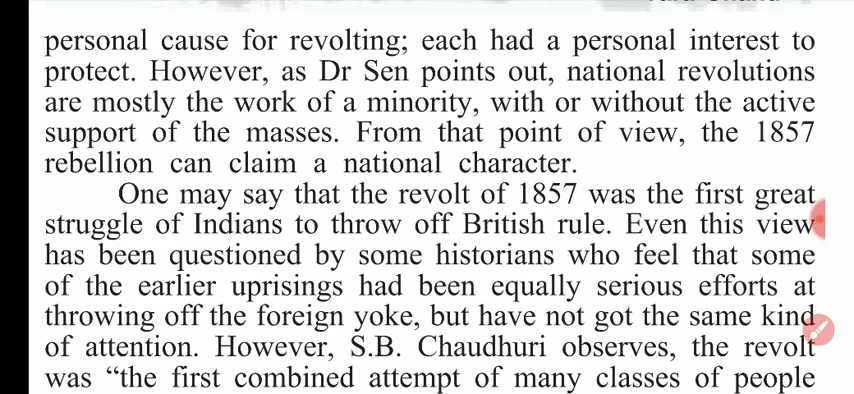 personal cause for revolting; each had a personal interest to
protect. However, as Dr Sen points out, national revolutions
are mostly the work of a minority, with or without the active
support of the masses. From that point of view, the 1857
rebellion can claim a national character.
One may say that the revolt of 1857 was the first great
struggle of Indians to throw off British rule. Even this view
has been questioned by some historians who feel that some
of the earlier uprisings had been equally serious efforts at
throwing off the foreign yoke, but have not got the same kind
of attention. However, S.B. Chaudhuri observes, the revolt
was “the first combined attempt of many classes of people